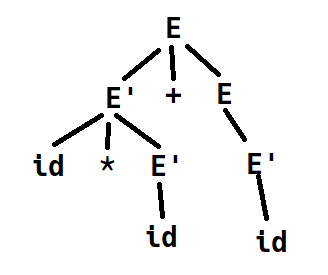 E
E' + E
id * E' E'
id id